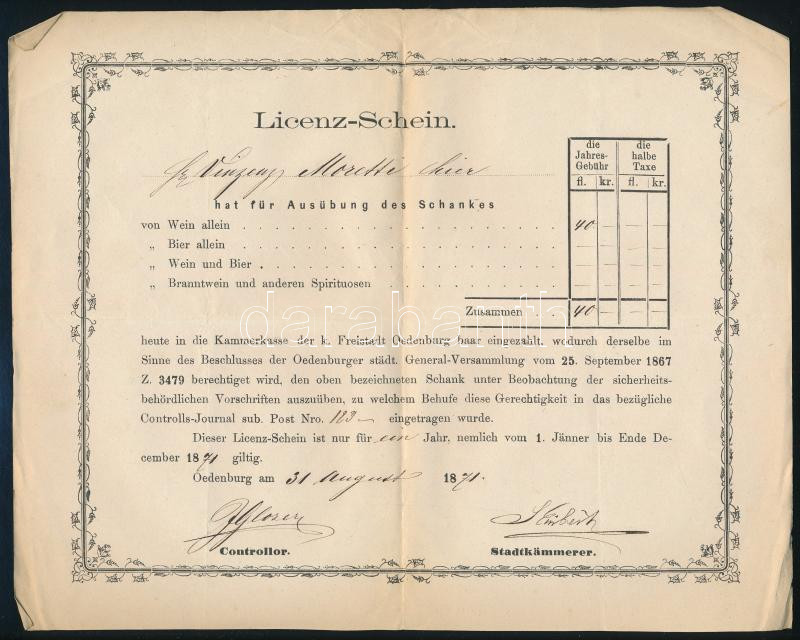 Licenz-Schein.
die Jahres-Gebühr die halbe Taxe
fl. kr. fl. kr.
Vinzenz Moretti hier
hat für Ausübung des Schankes
von Wein allein . . . 40 — — —
„ Bier allein . . . — — — —
„ Wein und Bier . . . — — — —
„ Branntwein und anderen Spirituosen . . . — — — —
Zusammen 40 — — —
heute in die Kammerkasse der k. Freistadt Oedenburg baar eingezahlt, wodurch derselbe im
Sinne des Beschlusses der Oedenburger städt. General-Versammlung vom 25. September 1867
Z. 3479 berechtiget wird, den oben bezeichneten Schank unter Beobachtung der sicherheits-
behördlichen Vorschriften auszuüben, zu welchem Behufe diese Gerechtigkeit in das bezügliche
Controlls-Journal sub. Post Nro. 183 — eingetragen wurde.
Dieser Licenz-Schein ist nur für ein Jahr, nemlich vom 1. Jänner bis Ende De-
cember 1871 giltig.
Oedenburg am 31 August 1871.
Controllor. Stadtkämmerer.
darabanth